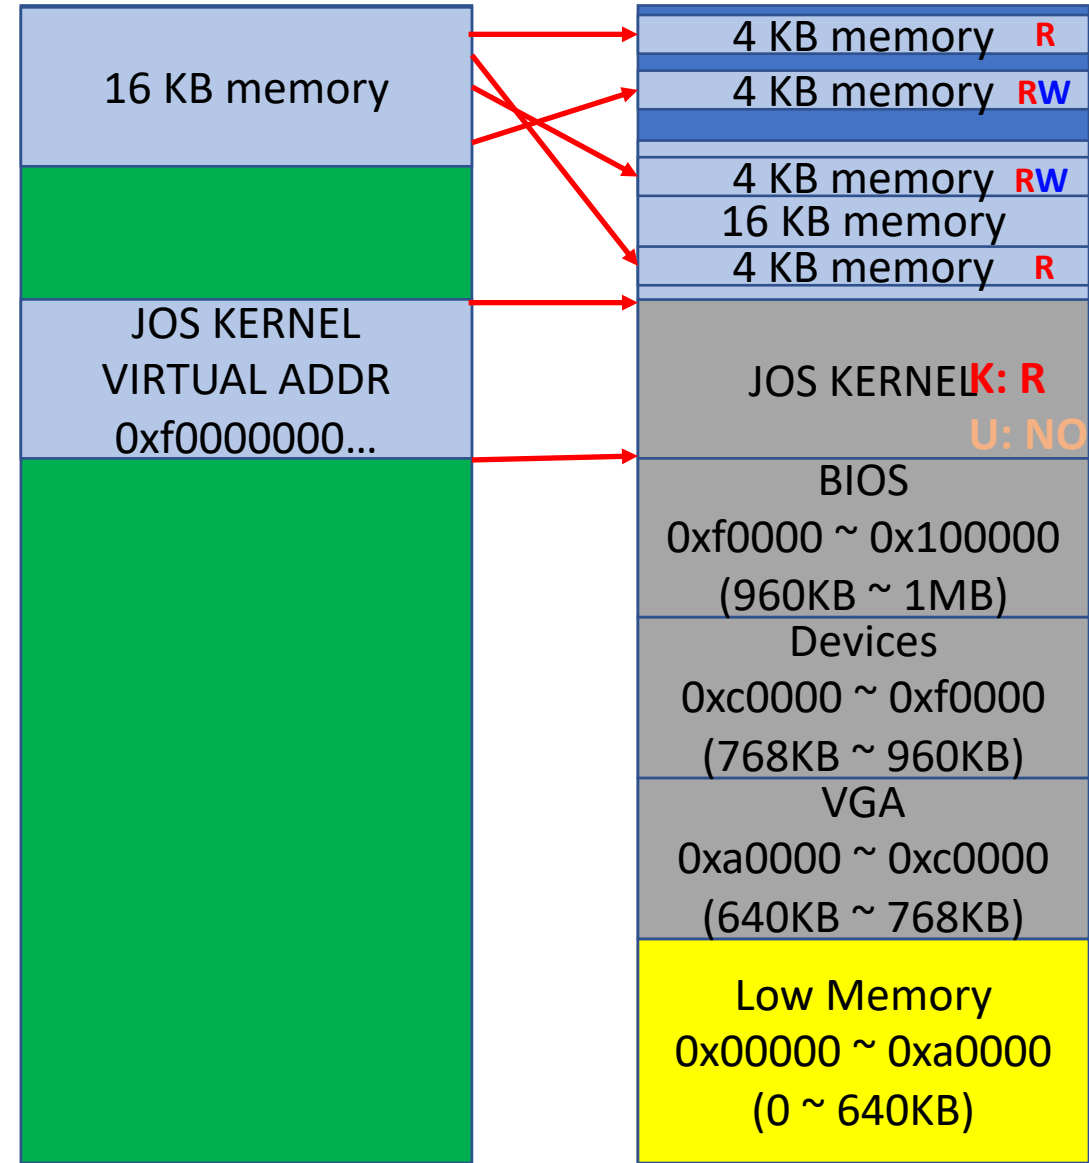 16 KB memory
JOS KERNEL
VIRTUAL ADDR
0xf0000000…
4 KB memory R
4 KB memory RW
4 KB memory RW
16 KB memory
4 KB memory R
JOS KERNEL K: R
U: NO
BIOS
0xf0000 ~ 0x100000
(960KB ~ 1MB)
Devices
0xc0000 ~ 0xf0000
(768KB ~ 960KB)
VGA
0xa0000 ~ 0xc0000
(640KB ~ 768KB)
Low Memory
0x00000 ~ 0xa0000
(0 ~ 640KB)